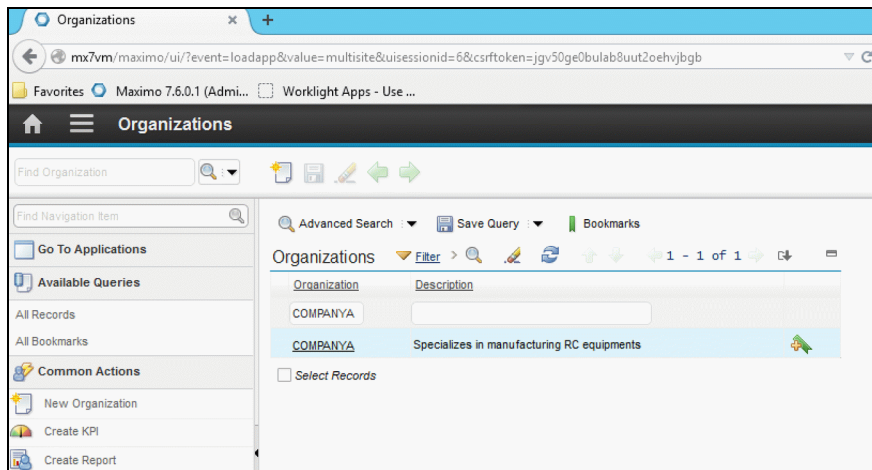 Organizations
mx7vm/maximo/ui/?event=loadapp&value=multisite&uisessionid=6&csrftoken=jgv50ge0bulab8uut2oehvjbgb
Favorites Maximo 7.6.0.1 (Admi... Worklight Apps - Use ...
Organizations
Find Organization
Find Navigation Item
Advanced Search Save Query Bookmarks
Go To Applications
Organizations Filter 1 - 1 of 1
Available Queries
Organization Description
All Records
COMPANYA
All Bookmarks
COMPANYA Specializes in manufacturing RC equipments
Common Actions
Select Records
New Organization
Create KPI
Create Report